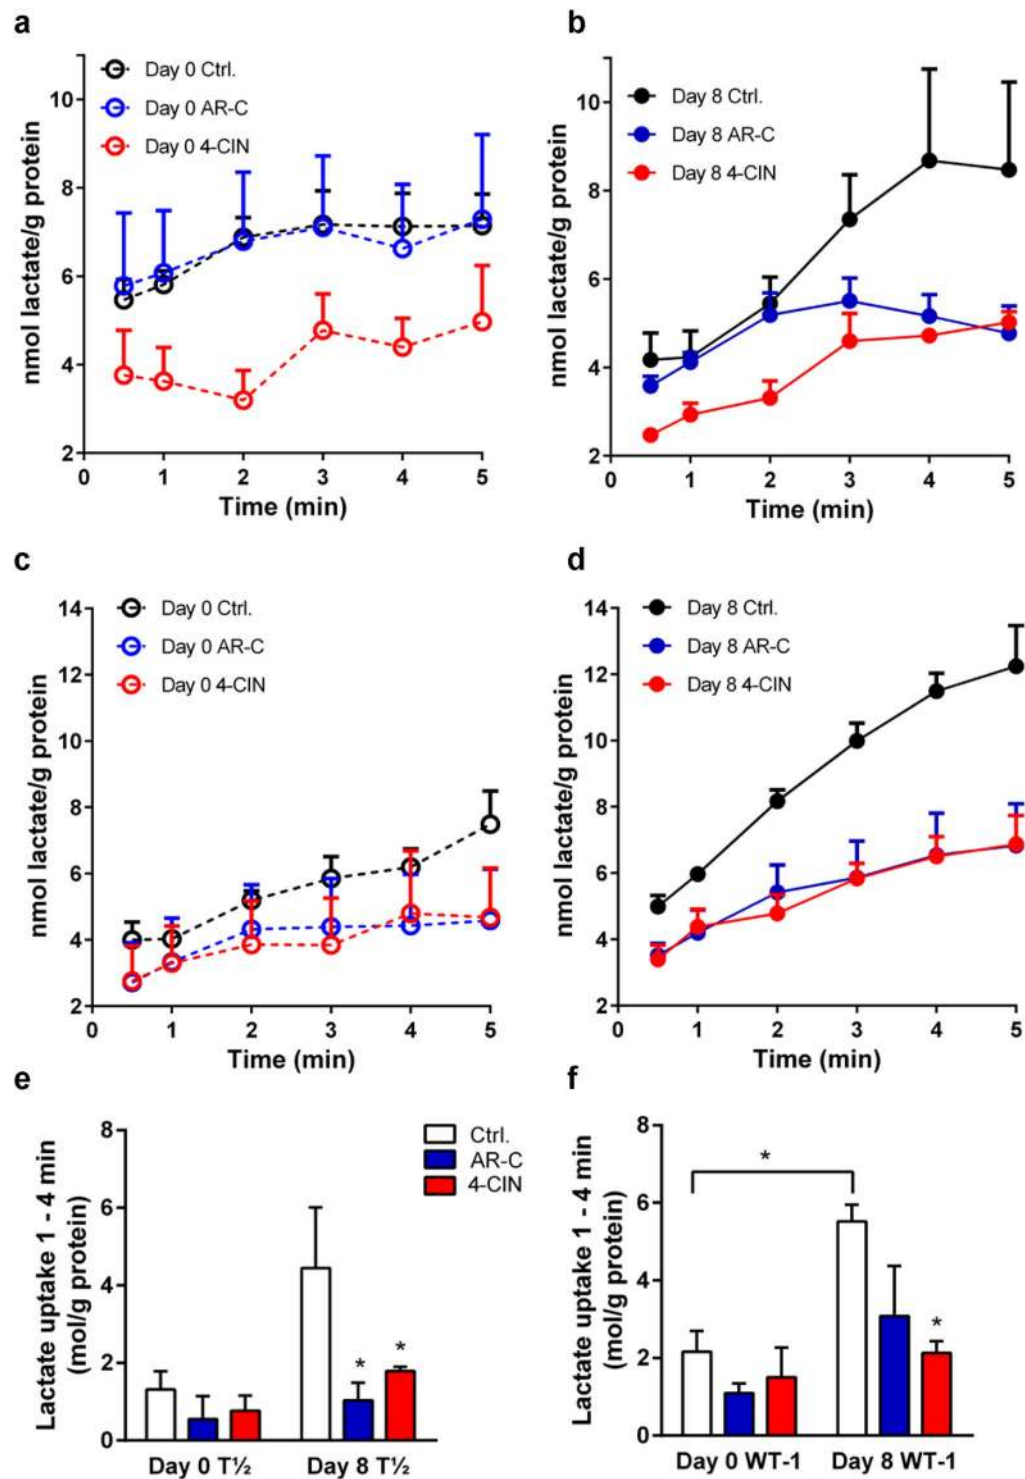 a
nmol lactate/g protein
10
8
6
4
2
Day 0 Ctrl.
Day 0 AR-C
Day 0 4-CIN
0 1 2 3 4 5
Time (min)
b
nmol lactate/g protein
10
8
6
4
2
Day 8 Ctrl.
Day 8 AR-C
Day 8 4-CIN
0 1 2 3 4 5
Time (min)
c
nmol lactate/g protein
14
12
10
8
6
4
2
Day 0 Ctrl.
Day 0 AR-C
Day 0 4-CIN
0 1 2 3 4 5
Time (min)
d
nmol lactate/g protein
14
12
10
8
6
4
2
Day 8 Ctrl.
Day 8 AR-C
Day 8 4-CIN
0 1 2 3 4 5
Time (min)
e
Lactate uptake 1 - 4 min
(mol/g protein)
8
6
4
2
0
Ctrl.
AR-C
4-CIN
* *
Day 0 T½ Day 8 T½
f
Lactate uptake 1 - 4 min
(mol/g protein)
8
6
4
2
0
*
*
Day 0 WT-1 Day 8 WT-1